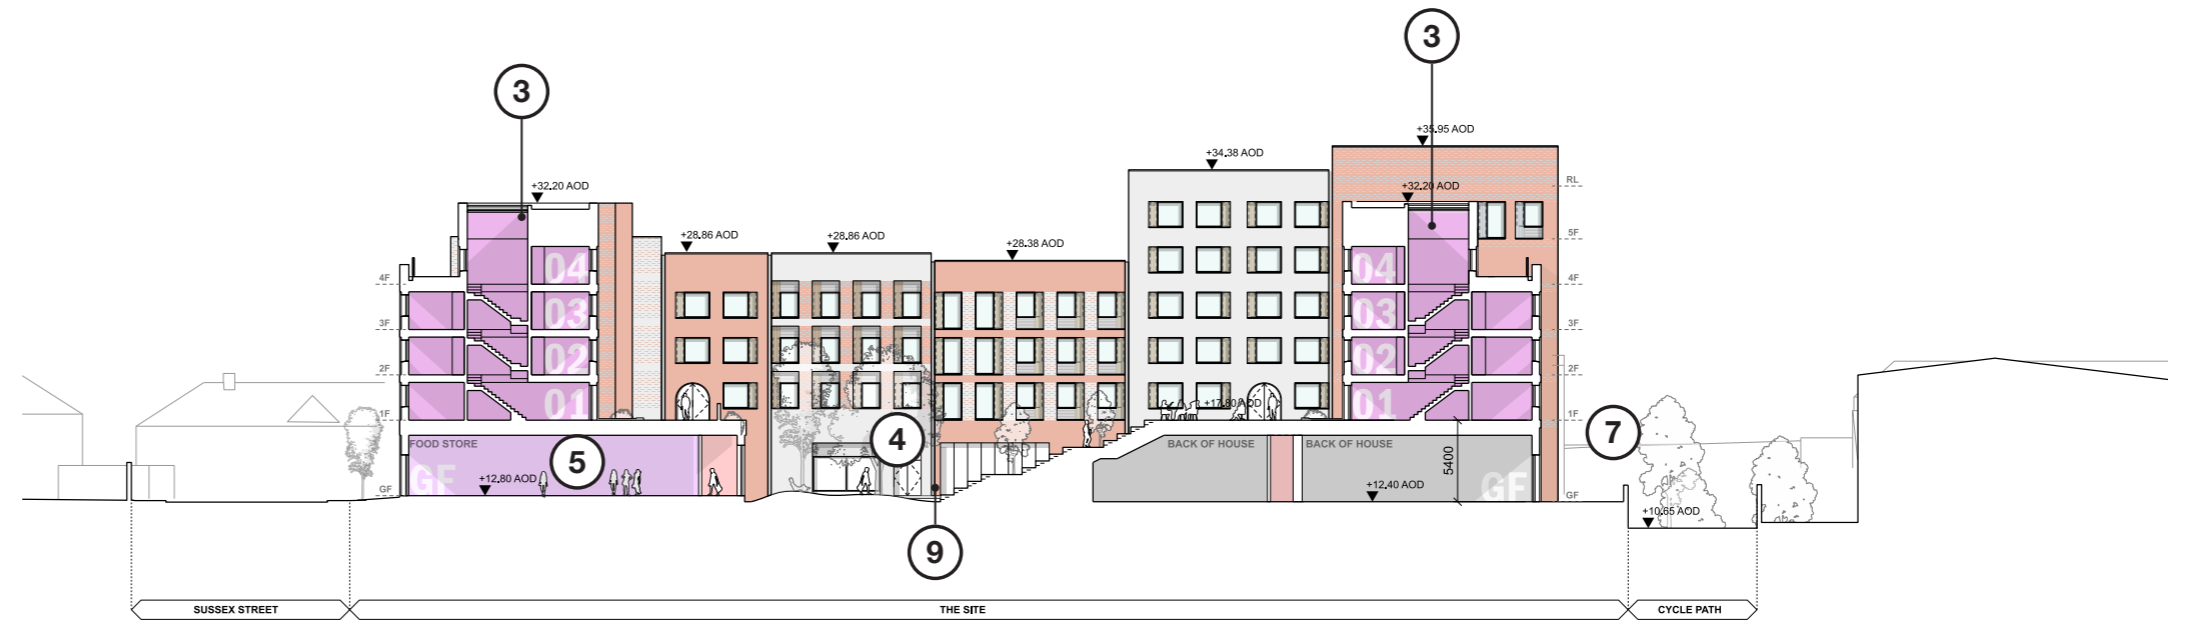 3
3
+35.95 AOD
+34.38 AOD
+32.20 AOD
+32.20 AOD
RL
+28.86 AOD
+28.86 AOD
+28.38 AOD
5F
4F
04
04
4F
03
03
3F
3F
02
02
2F
2F
01
+17.80 AOD
01
1F
1F
FOOD STORE
5
4
BACK OF HOUSE
BACK OF HOUSE
7
5400
GF
+12.80 AOD
+12.40 AOD
GF
GF
GF
+10.65 AOD
9
SUSSEX STREET
THE SITE
CYCLE PATH